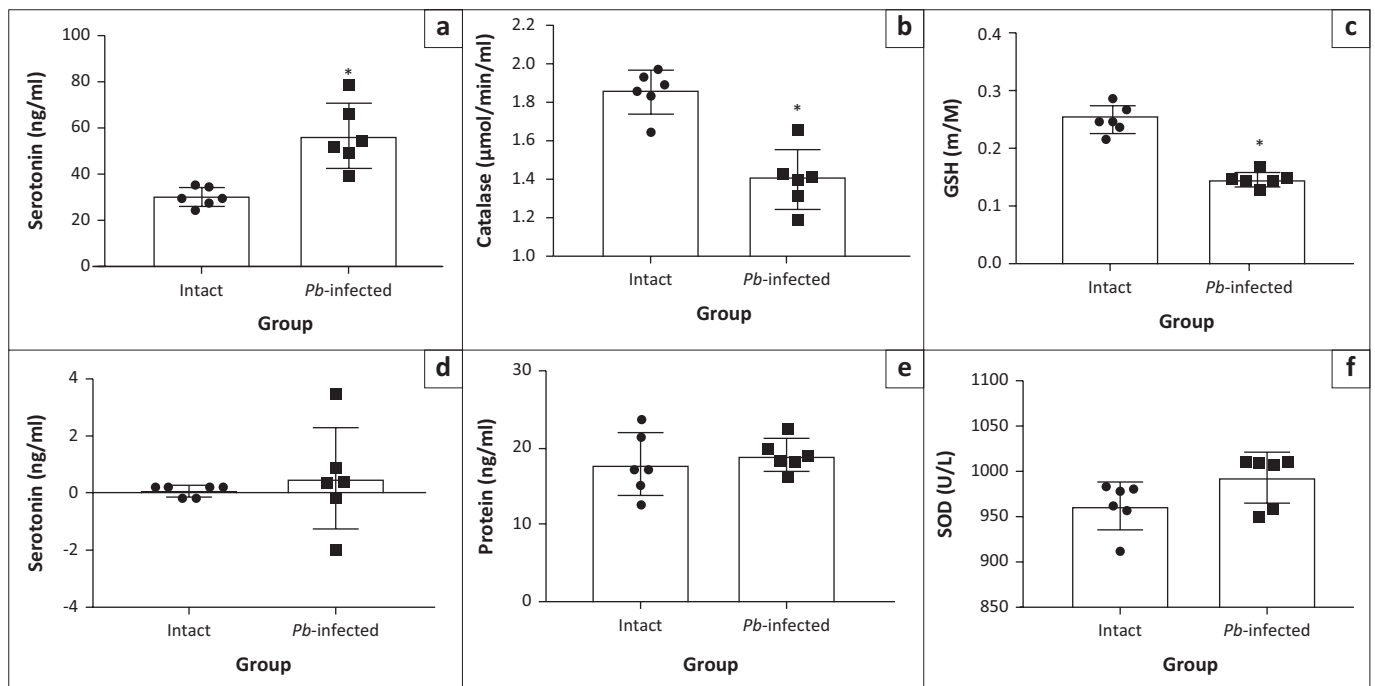 a
Serotonin (ng/ml)
100
80
60
40
20
0
*
Intact
Pb-infected
Group
b
Catalase (μmol/min/ml)
2.2
2.0
1.8
1.6
1.4
1.2
1.0
*
Intact
Pb-infected
Group
c
GSH (m/M)
0.4
0.3
0.2
0.1
0.0
*
Intact
Pb-infected
Group
d
Serotonin (ng/ml)
4
2
0
-2
-4
Intact
Pb-infected
Group
e
Protein (ng/ml)
30
20
10
0
Intact
Pb-infected
Group
f
SOD (U/L)
1100
1050
1000
950
900
850
Intact
Pb-infected
Group